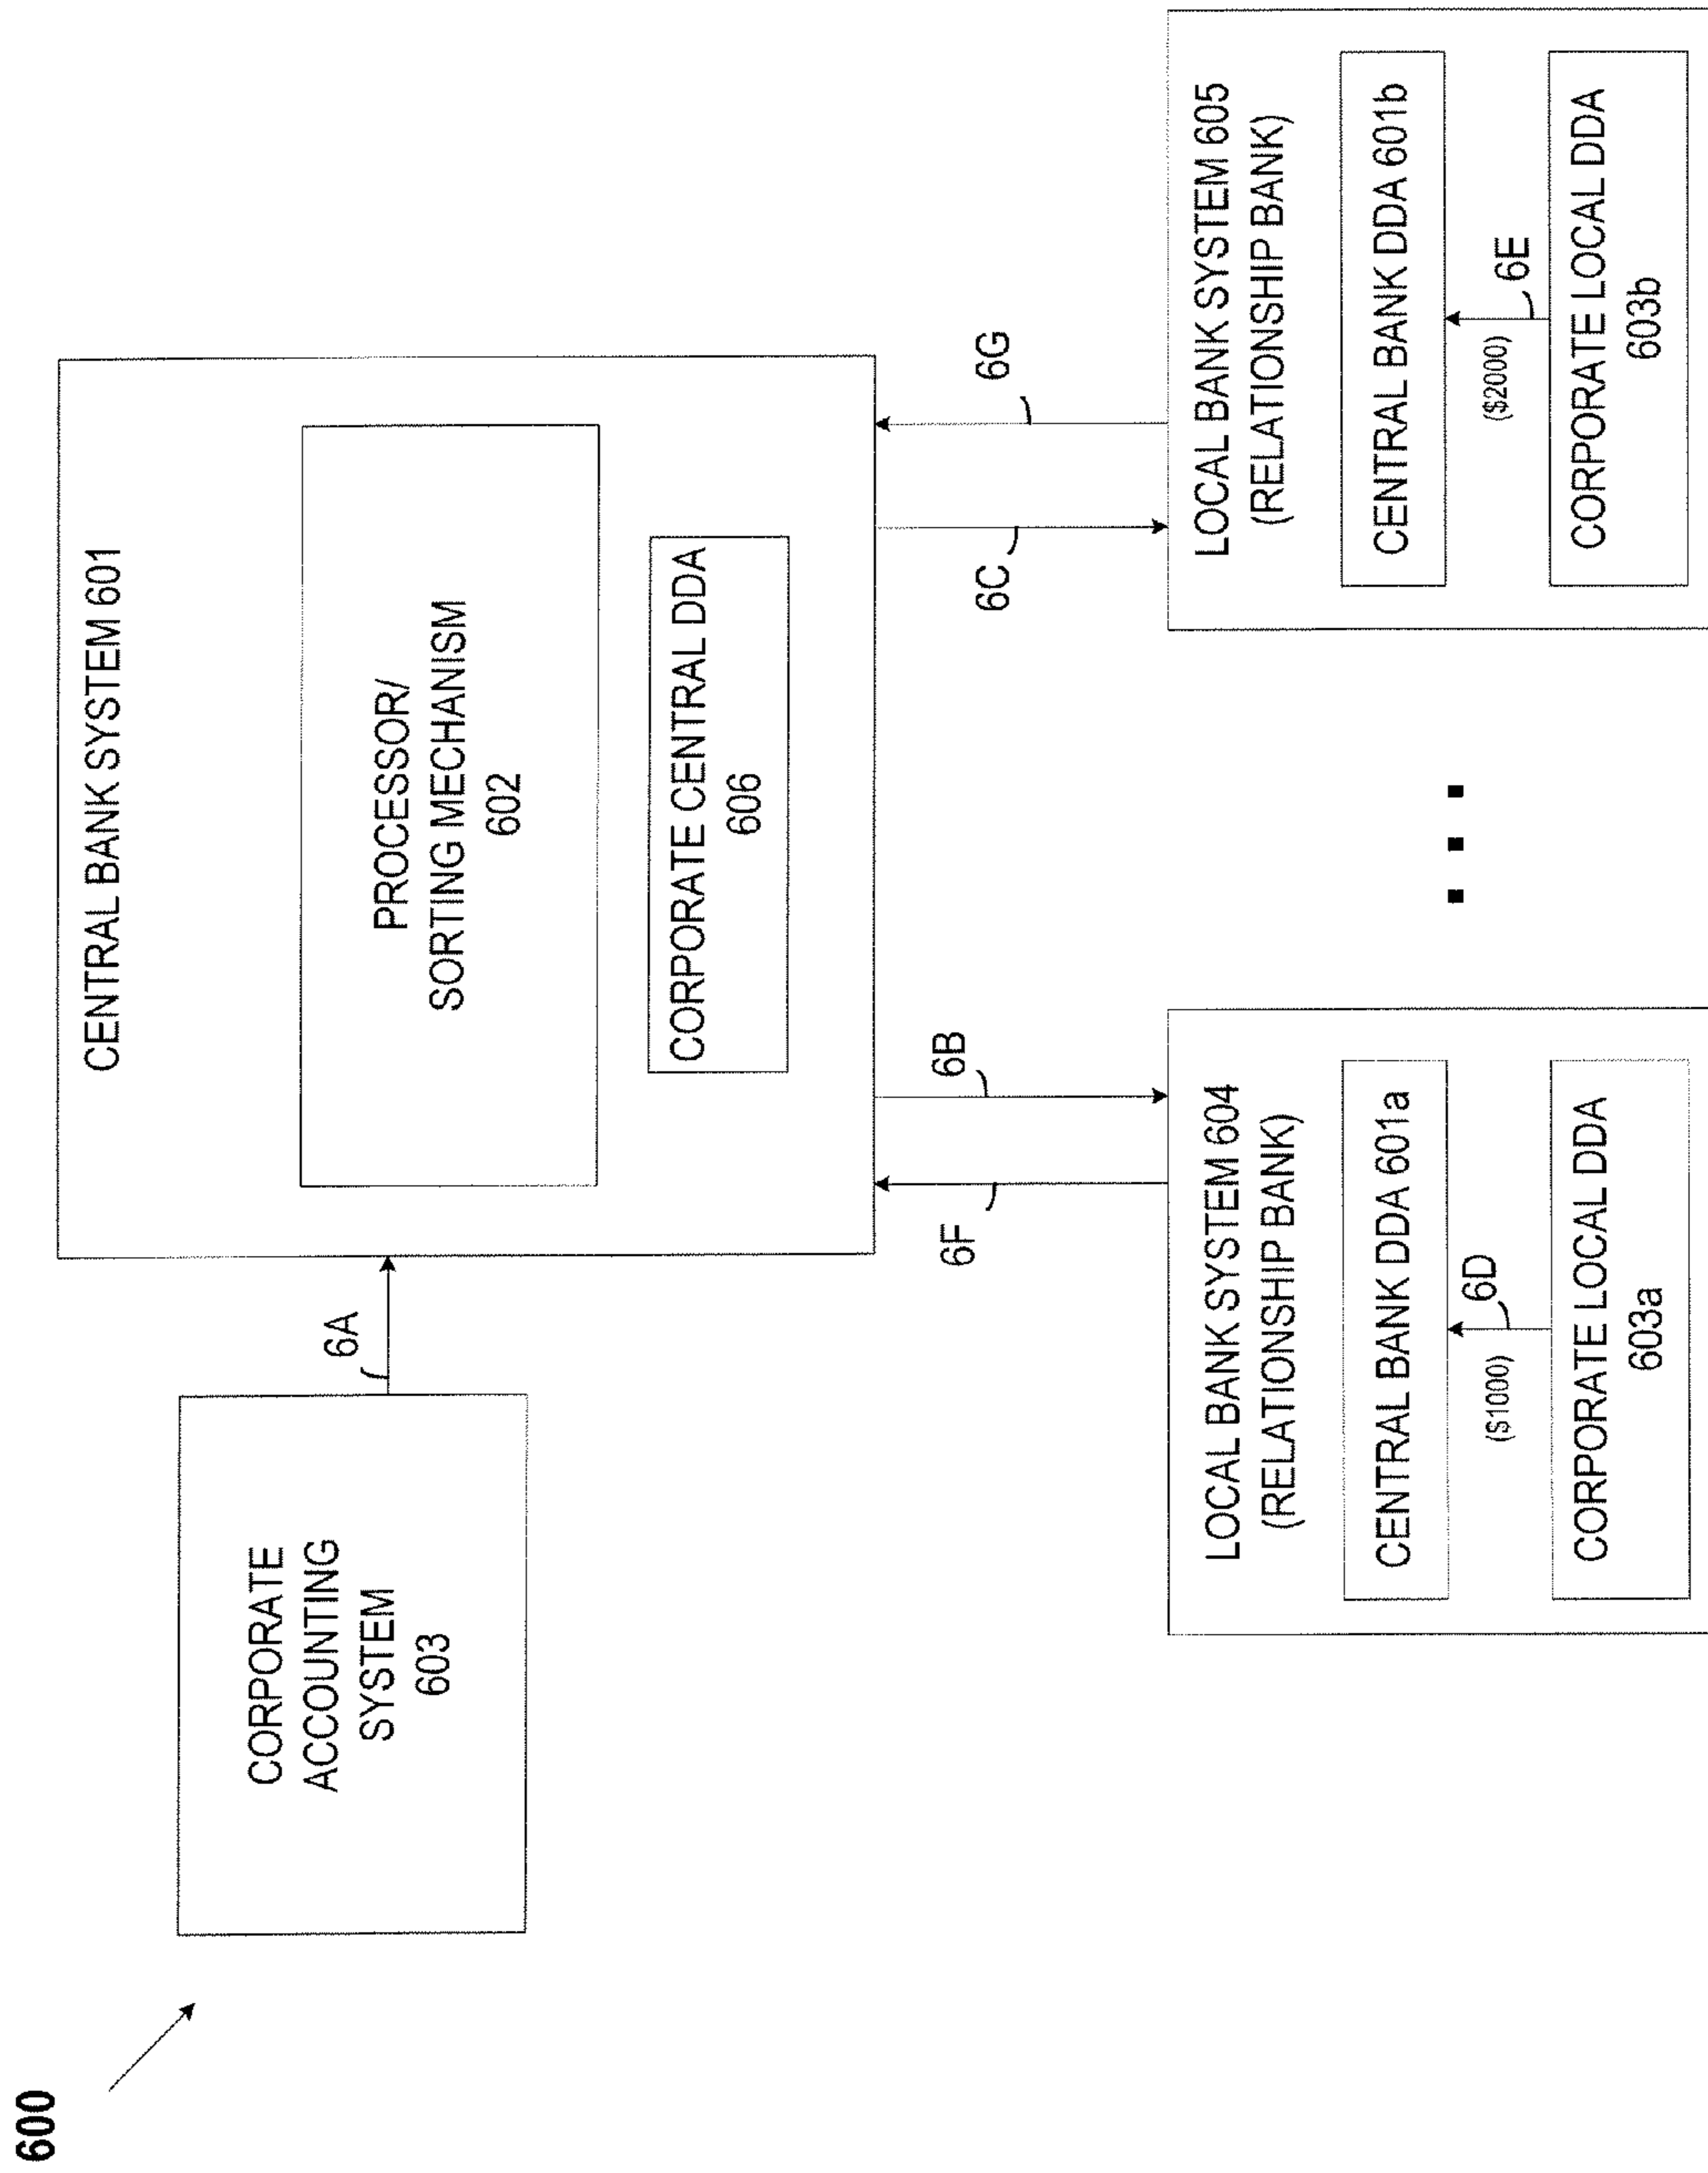 600
CORPORATE
ACCOUNTING
SYSTEM
603
6A
CENTRAL BANK SYSTEM 601
PROCESSOR/
SORTING MECHANISM
602
CORPORATE CENTRAL DDA
606
6F
6B
6C
6G
LOCAL BANK SYSTEM 604
(RELATIONSHIP BANK)
CENTRAL BANK DDA 601a
($1000)
6D
CORPORATE LOCAL DDA
603a
LOCAL BANK SYSTEM 605
(RELATIONSHIP BANK)
CENTRAL BANK DDA 601b
($2000)
6E
CORPORATE LOCAL DDA
603b